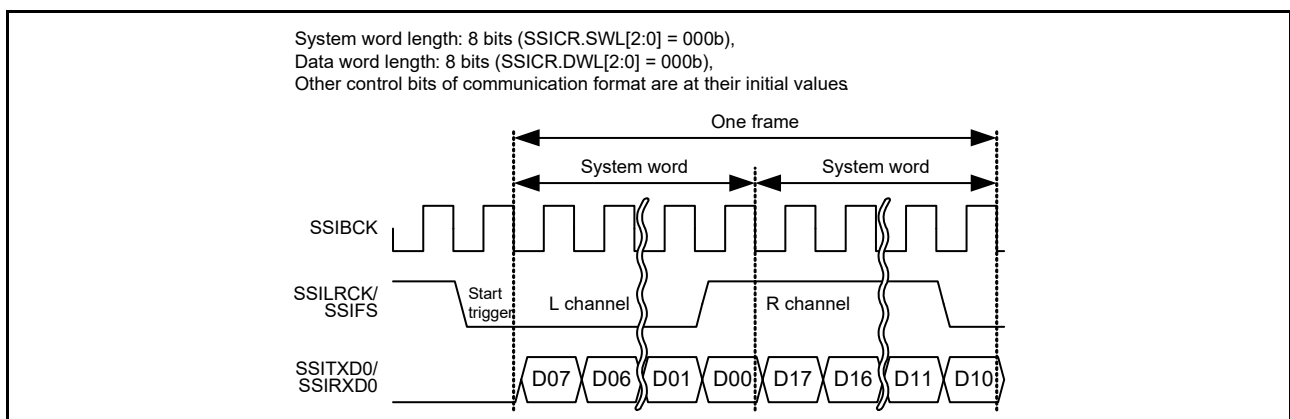 System word length: 8 bits (SSICR.SWL[2:0] = 000b),
Data word length: 8 bits (SSICR.DWL[2:0] = 000b),
Other control bits of communication format are at their initial values.
One frame
System word System word
SSIBCK
SSILRCK/
SSIFS
Start
trigger
L channel R channel
SSITXD0/
SSIRXD0
D07 D06 D01 D00 D17 D16 D11 D10